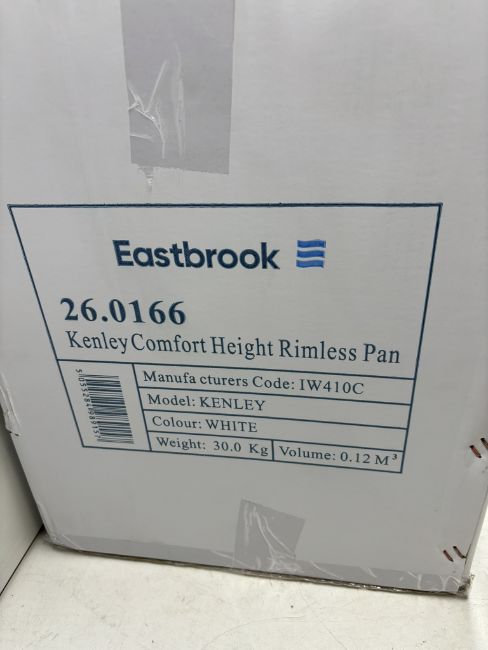 Eastbrook
26.0166
Kenley Comfort Height Rimless Pan
Manufa cturers Code: IW410C
Model: KENLEY
Colour: WHITE
Weight: 30.0 Kg Volume: 0.12 M³